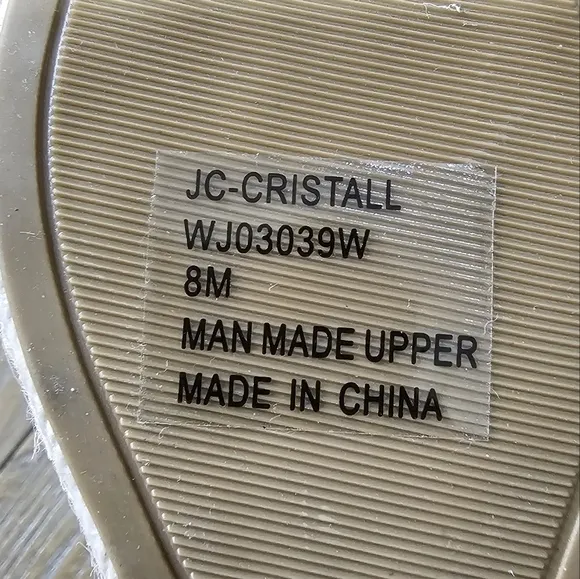 JC-CRISTALL
WJ03039W
8M
MAN MADE UPPER
MADE IN CHINA